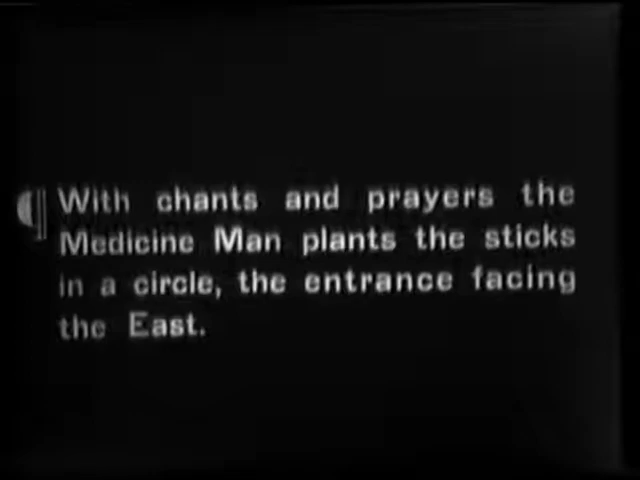 ¶ With chants and prayers the
Medicine Man plants the sticks
in a circle, the entrance facing
the East.